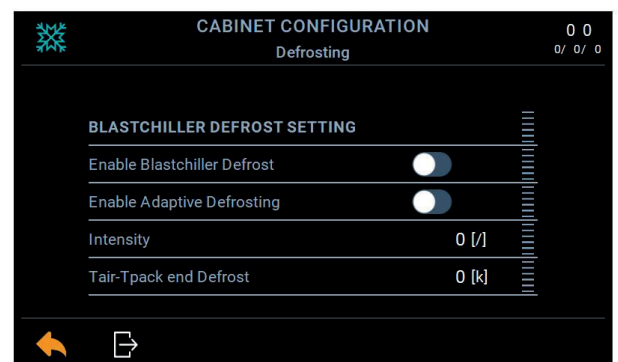 CABINET CONFIGURATION
0 0
Defrosting
0/ 0/ 0
BLASTCHILLER DEFROST SETTING
Enable Blastchiller Defrost
Enable Adaptive Defrosting
Intensity 0 [/]
Tair-Tpack end Defrost 0 [k]